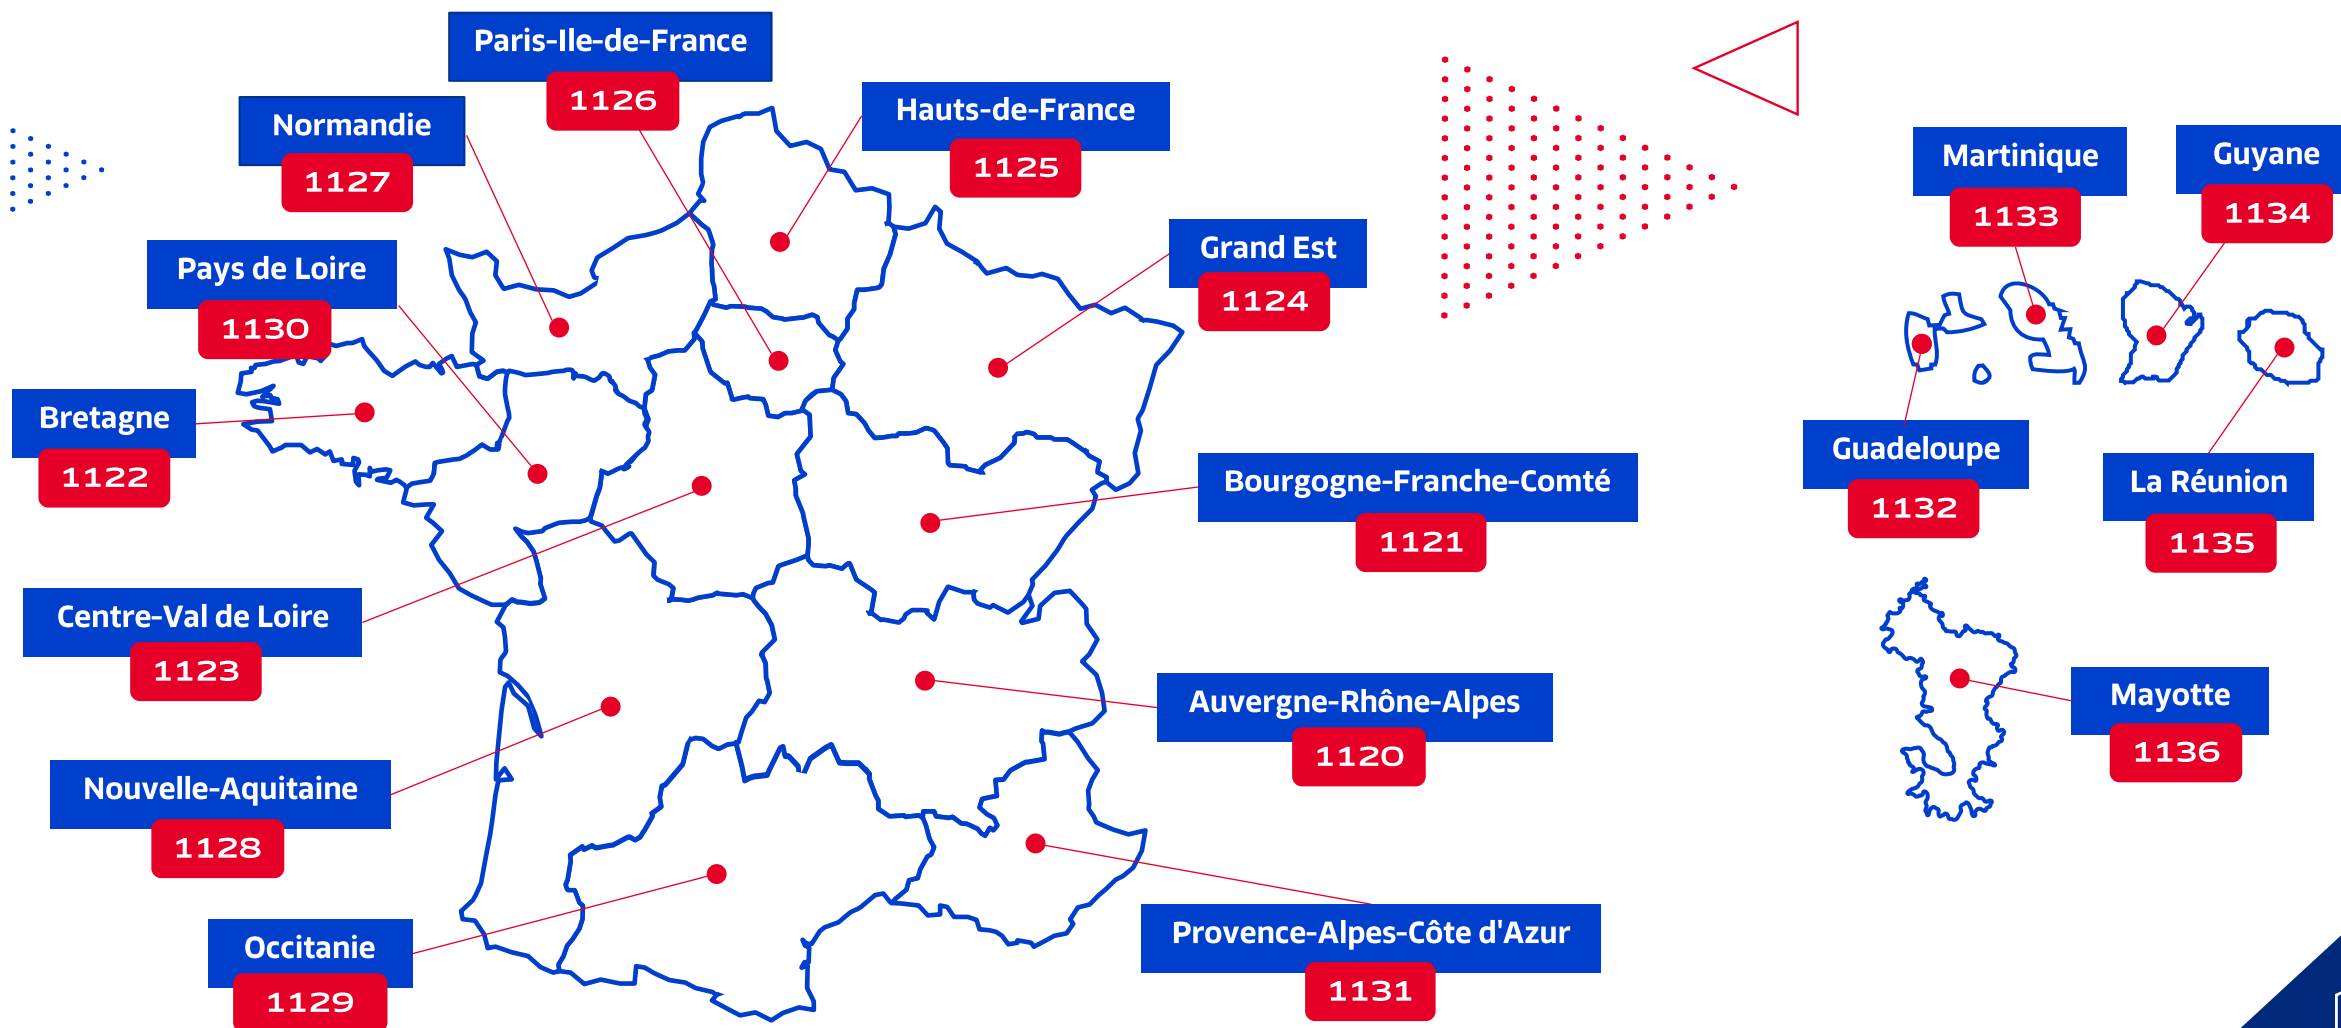 Paris-Ile-de-France
1126
Normandie
1127
Hauts-de-France
1125
Martinique
1133
Guyane
1134
Pays de Loire
1130
Grand Est
1124
Bretagne
1122
Guadeloupe
1132
Bourgogne-Franche-Comté
1121
La Réunion
1135
Centre-Val de Loire
1123
Auvergne-Rhône-Alpes
1120
Mayotte
1136
Nouvelle-Aquitaine
1128
Occitanie
1129
Provence-Alpes-Côte d'Azur
1131